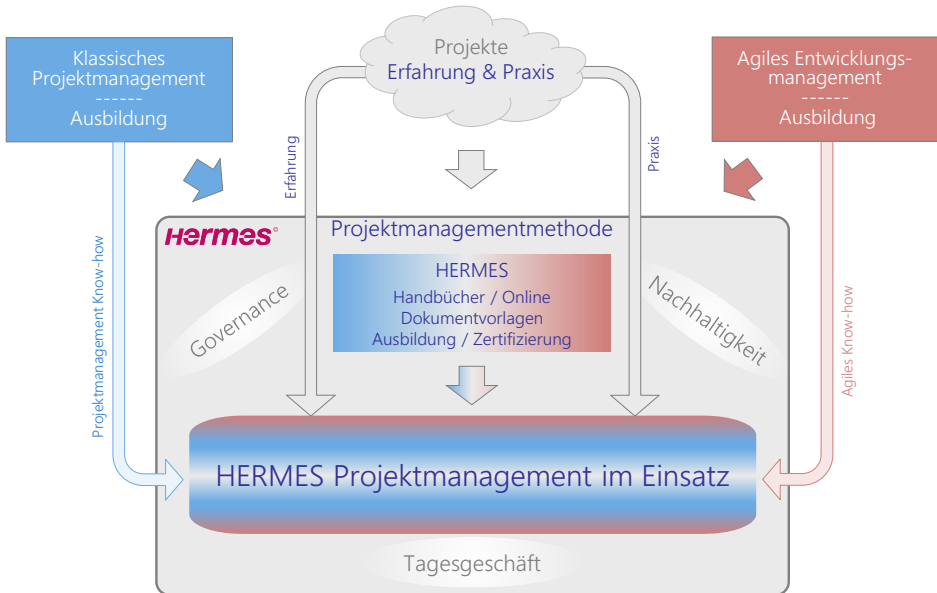 Klassisches
Projektmanagement
------
Ausbildung
Projekte
Erfahrung & Praxis
Agiles Entwicklungs-
management
------
Ausbildung
Erfahrung
Praxis
Projektmanagement Know-how
Agiles Know-how
Hermes®
Projektmanagementmethode
HERMES
Handbücher / Online
Dokumentvorlagen
Ausbildung / Zertifizierung
Governance
Nachhaltigkeit
HERMES Projektmanagement im Einsatz
Tagesgeschäft